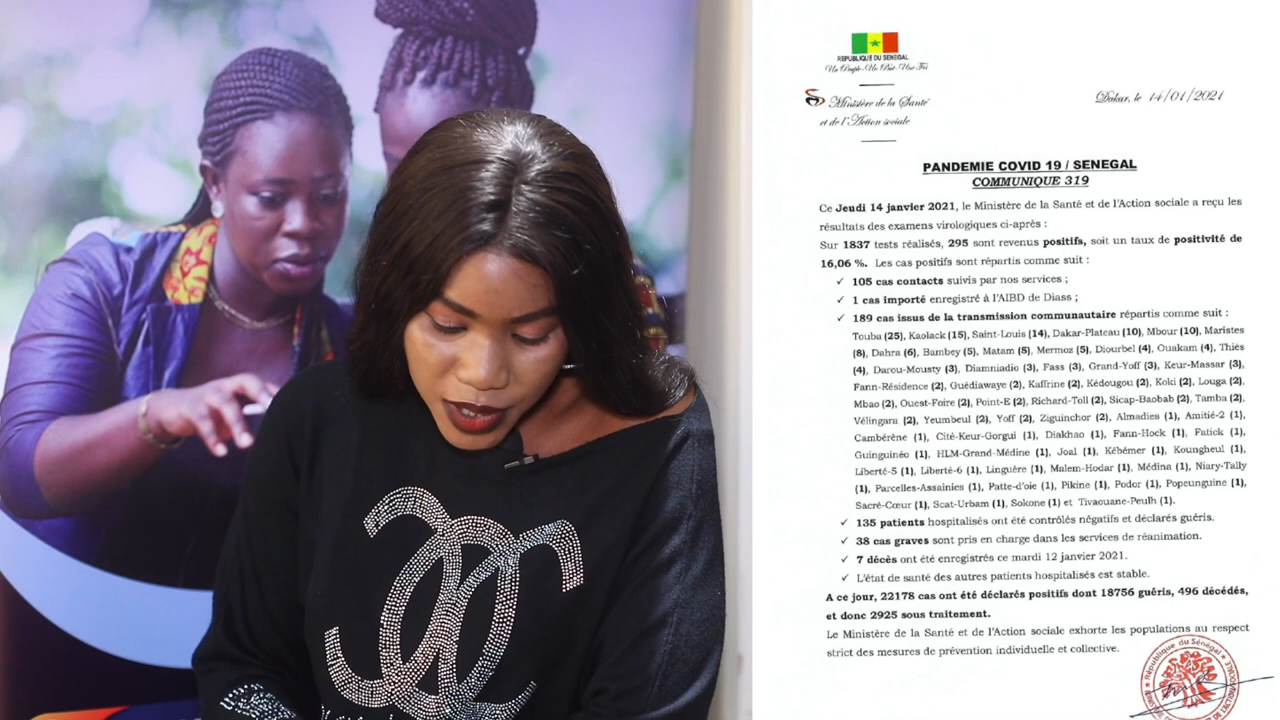 REPUBLIQUE DU SENEGAL
Un Peuple - Un But - Une Foi
Ministère de la Santé
et de l'Action sociale
Dakar, le 14/01/2021
PANDEMIE COVID 19 / SENEGAL
COMMUNIQUE 319
Ce Jeudi 14 janvier 2021, le Ministère de la Santé et de l'Action sociale a reçu les
résultats des examens virologiques ci-après :
Sur 1837 tests réalisés, 295 sont revenus positifs, soit un taux de positivité de
16,06 %. Les cas positifs sont répartis comme suit :
✓ 105 cas contacts suivis par nos services ;
✓ 1 cas importé enregistré à l'AIBD de Diass ;
✓ 189 cas issus de la transmission communautaire répartis comme suit :
Touba (25), Kaolack (15), Saint-Louis (14), Dakar-Plateau (10), Mbour (10), Maristes
(8), Dahra (6), Bambey (5), Matam (5), Mermoz (5), Diourbel (4), Ouakam (4), Thiès
(4), Darou-Mousty (3), Diamniadio (3), Fass (3), Grand-Yoff (3), Keur-Massar (3),
Fann-Résidence (2), Guédiawaye (2), Kaffrine (2), Kédougou (2), Koki (2), Louga (2),
Mbao (2), Ouest-Foire (2), Point-E (2), Richard-Toll (2), Sicap-Baobab (2), Tamba (2),
Vélingara (2), Yeumbeul (2), Yoff (2), Ziguinchor (2), Almadies (1), Amitié-2 (1),
Cambérène (1), Cité-Keur-Gorgui (1), Diakhao (1), Fann-Hock (1), Fatick (1),
Guinguinéo (1), HLM-Grand-Médine (1), Joal (1), Kébémer (1), Koungheul (1),
Liberté-5 (1), Liberté-6 (1), Linguère (1), Malem-Hodar (1), Médina (1), Niary-Tally
(1), Parcelles-Assainies (1), Patte-d'oie (1), Pikine (1), Podor (1), Popenguine (1),
Sacré-Cœur (1), Scat-Urbam (1), Sokone (1) et Tivaouane-Peulh (1).
✓ 135 patients hospitalisés ont été contrôlés négatifs et déclarés guéris.
✓ 38 cas graves sont pris en charge dans les services de réanimation.
✓ 7 décès ont été enregistrés ce mardi 12 janvier 2021.
✓ L'état de santé des autres patients hospitalisés est stable.
A ce jour, 22178 cas ont été déclarés positifs dont 18756 guéris, 496 décédés,
et donc 2925 sous traitement.
Le Ministère de la Santé et de l'Action sociale exhorte les populations au respect
strict des mesures de prévention individuelle et collective.
République du Sénégal